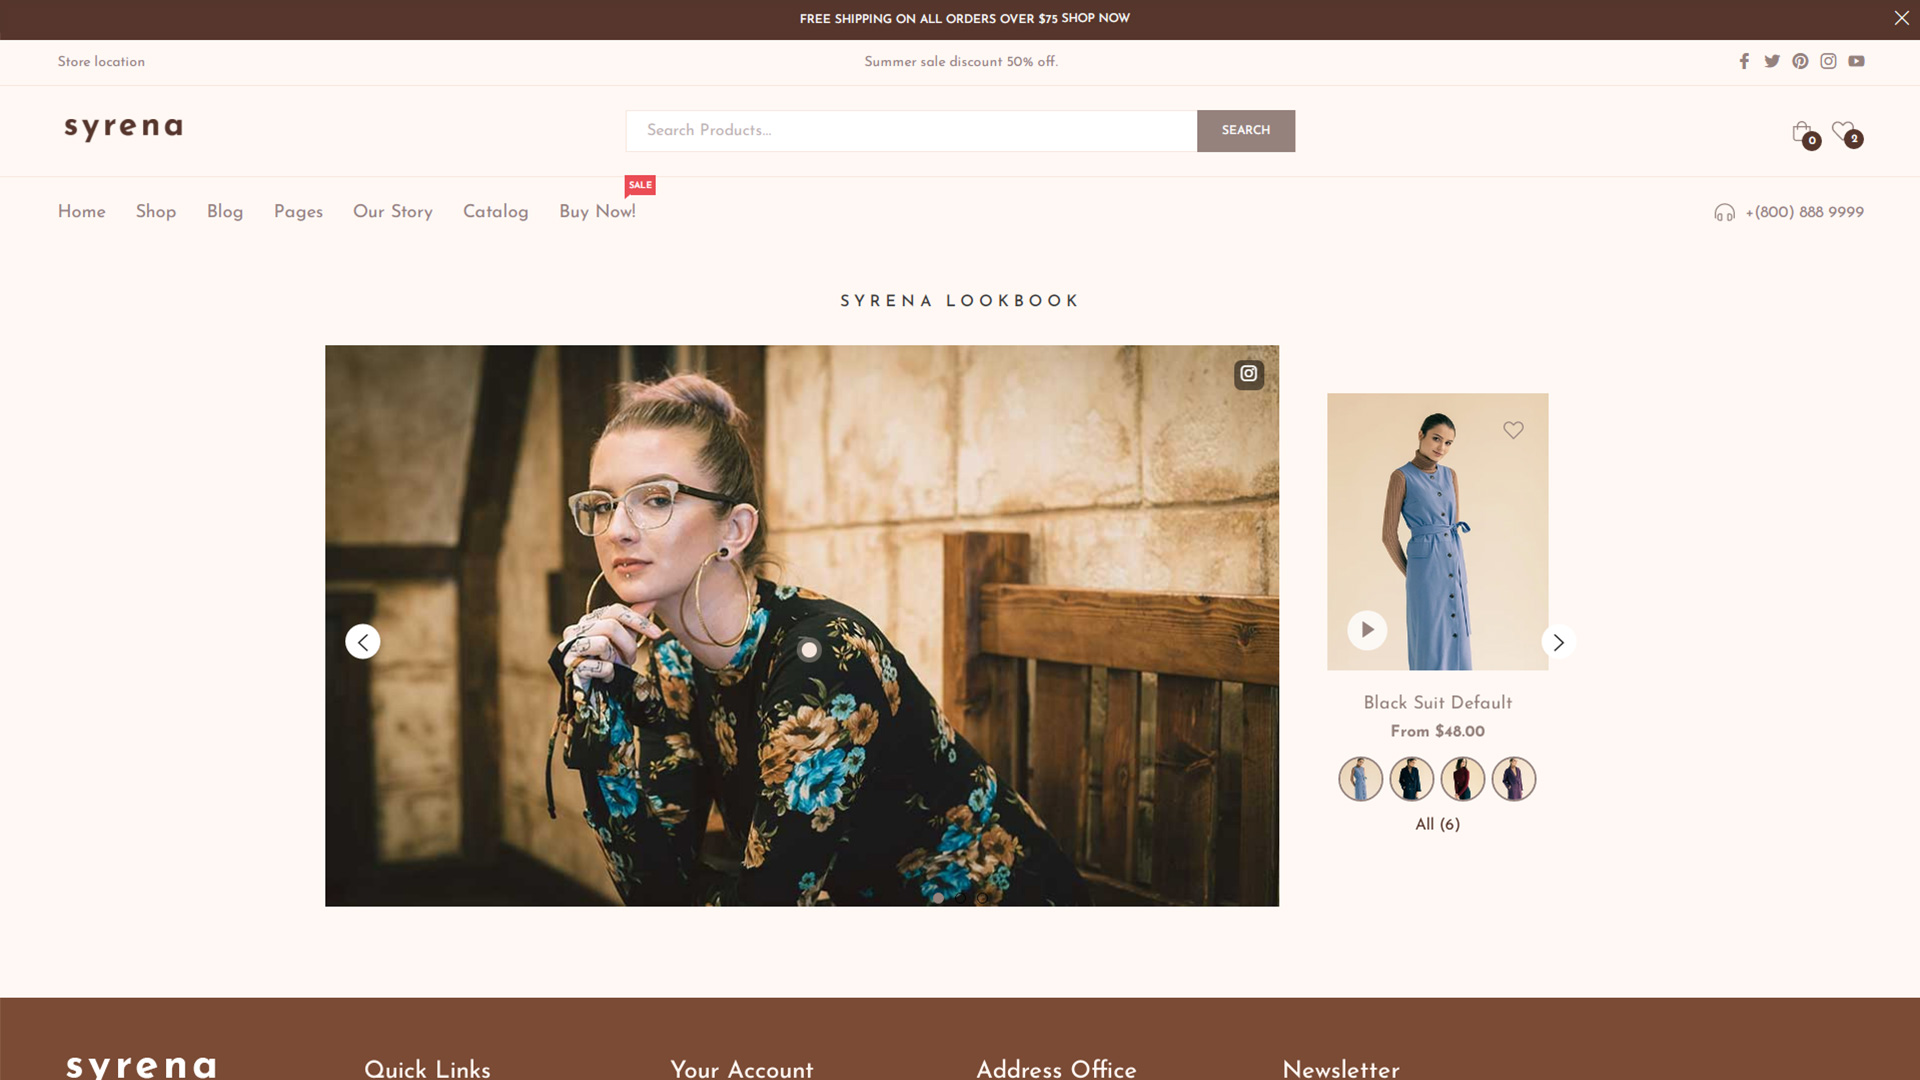 FREE SHIPPING ON ALL ORDERS OVER $75 SHOP NOW
Store location
Summer sale discount 50% off.
syrena
Search Products...
SEARCH
0
2
SALE
Home
Shop
Blog
Pages
Our Story
Catalog
Buy Now!
+(800) 888 9999
SYRENA LOOKBOOK
Black Suit Default
From $48.00
All (6)
syrena
Quick Links
Your Account
Address Office
Newsletter